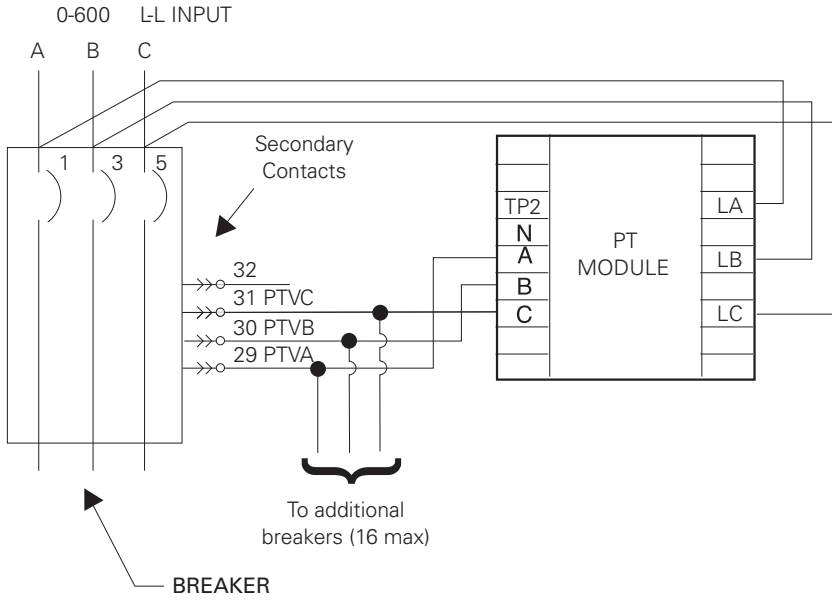 0-600 L-L INPUT
A B C
1 3 5
Secondary
Contacts
32
31 PTVC
30 PTVB
29 PTVA
TP2
N
A
B
C
PT
MODULE
LA
LB
LC
To additional
breakers (16 max)
BREAKER